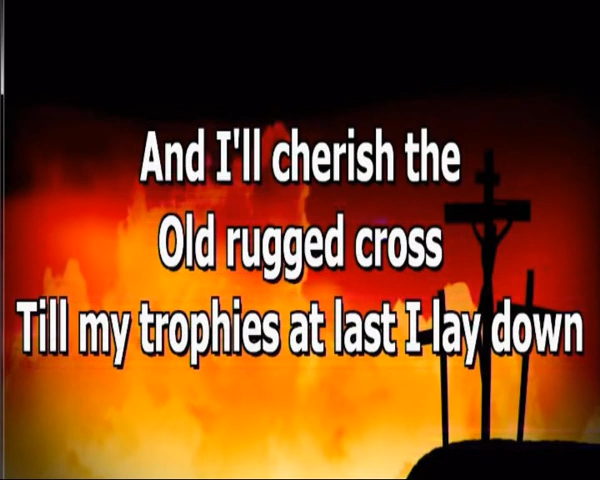 And I'll cherish the
Old rugged cross
Till my trophies at last I lay down